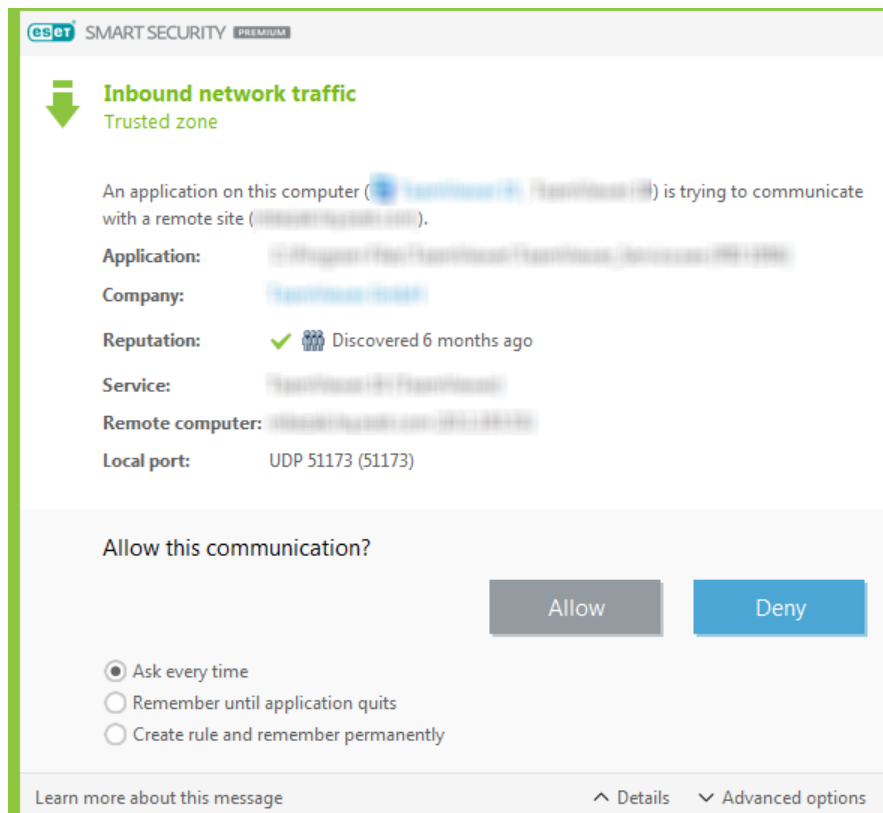 eset SMART SECURITY PREMIUM
Inbound network traffic
Trusted zone
An application on this computer ( ) is trying to communicate
with a remote site ( ).
Application:
Company:
Reputation: Discovered 6 months ago
Service:
Remote computer:
Local port: UDP 51173 (51173)
Allow this communication?
Allow Deny
Ask every time
Remember until application quits
Create rule and remember permanently
Learn more about this message Details Advanced options